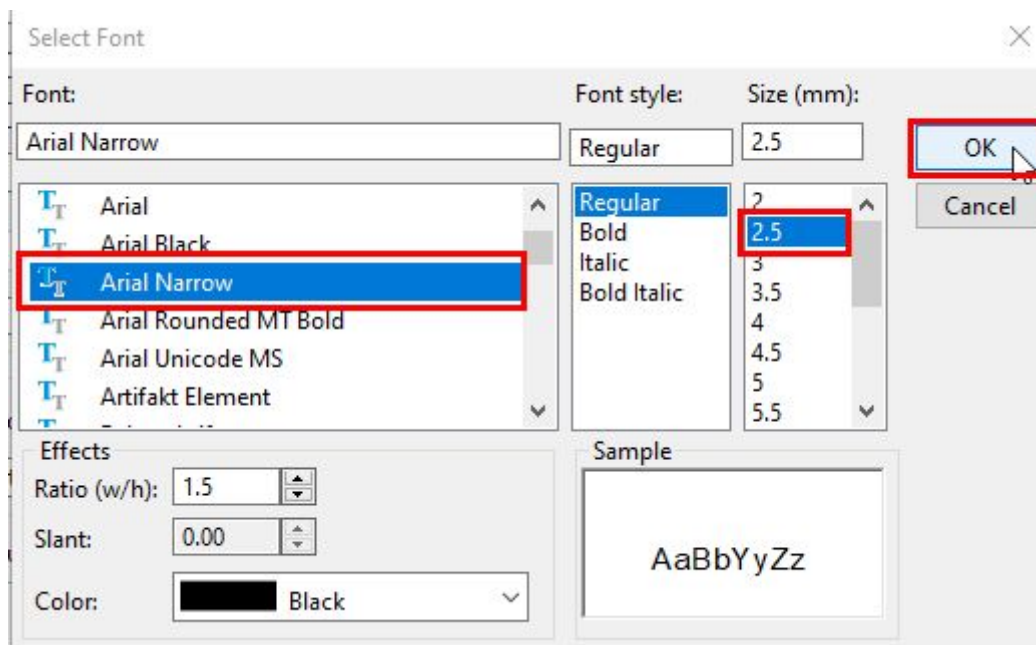 Select Font
Font:
Font style:
Size (mm):
Arial Narrow
Regular
2.5
OK
Cancel
Arial
Arial Black
Arial Narrow
Arial Rounded MT Bold
Arial Unicode MS
Artifakt Element
Regular
Bold
Italic
Bold Italic
2
2.5
3
3.5
4
4.5
5
5.5
Effects
Ratio (w/h): 1.5
Slant: 0.00
Color: Black
Sample
AaBbYyZz